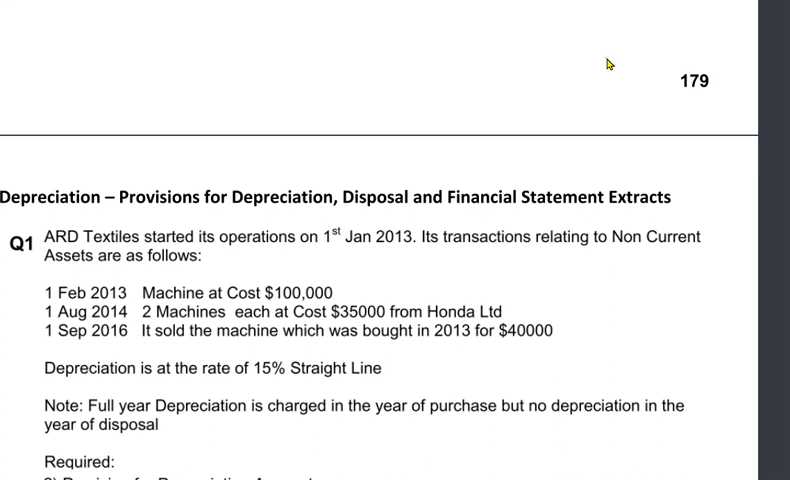 179
Depreciation – Provisions for Depreciation, Disposal and Financial Statement Extracts
Q1 ARD Textiles started its operations on 1st Jan 2013. Its transactions relating to Non Current
Assets are as follows:
1 Feb 2013 Machine at Cost $100,000
1 Aug 2014 2 Machines each at Cost $35000 from Honda Ltd
1 Sep 2016 It sold the machine which was bought in 2013 for $40000
Depreciation is at the rate of 15% Straight Line
Note: Full year Depreciation is charged in the year of purchase but no depreciation in the
year of disposal
Required: